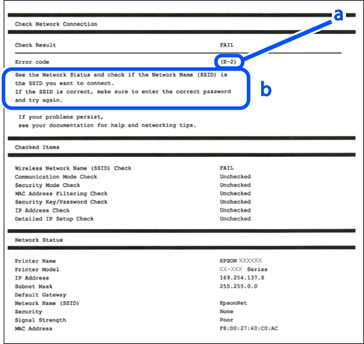 a
Check Network Connection
Check Result FAIL
Error code (E-2)
See the Network Status and check if the Network Name (SSID) is
the SSID you want to connect.
If the SSID is correct, make sure to enter the correct password
and try again.
b
If your problems persist,
see your documentation for help and networking tips.
Checked Items
Wireless Network Name (SSID) Check FAIL
Communication Mode Check Unchecked
Security Mode Check Unchecked
MAC Address Filtering Check Unchecked
Security Key/Password Check Unchecked
IP Address Check Unchecked
Detailed IP Setup Check Unchecked
Network Status
Printer Name EPSON XXXXXX
Printer Model XX-XXX Series
IP Address 169.254.137.8
Subnet Mask 255.255.0.0
Default Gateway
Network Name (SSID) EpsonNet
Security None
Signal Strength Poor
MAC Address F8:D0:27:40:C0:AC